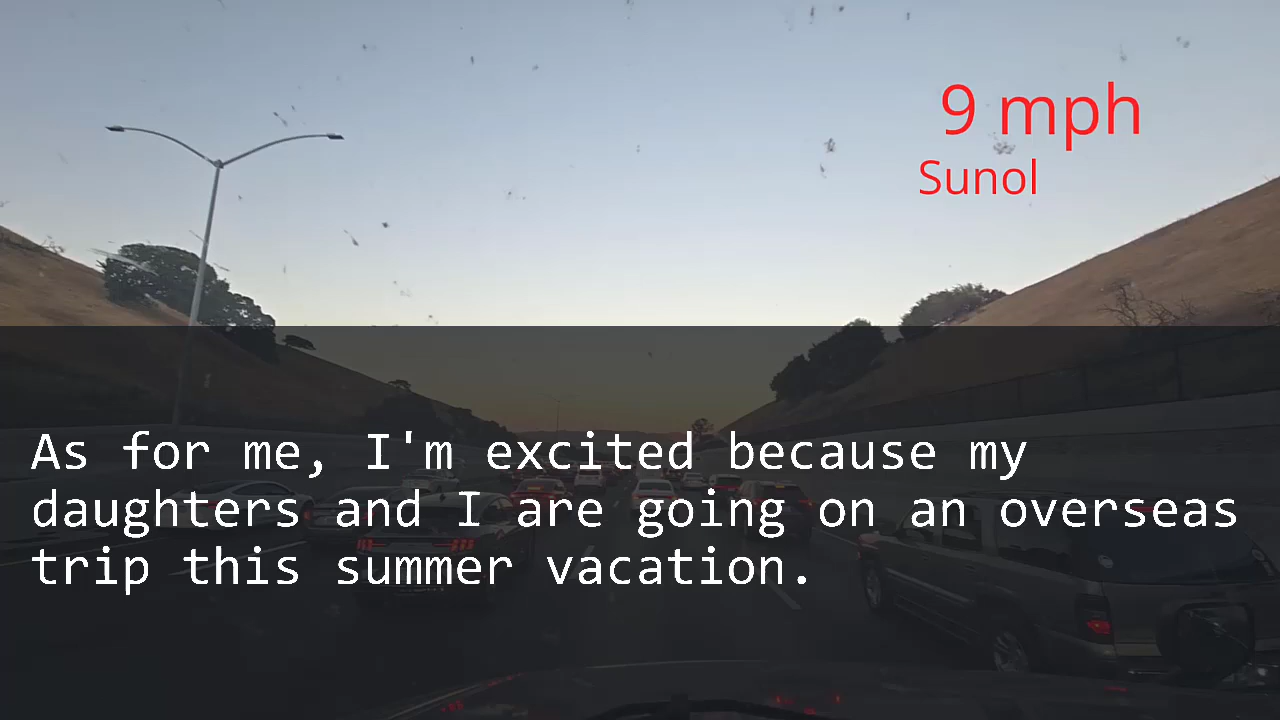 9 mph
Sunol
As for me, I'm excited because my
daughters and I are going on an overseas
trip this summer vacation.